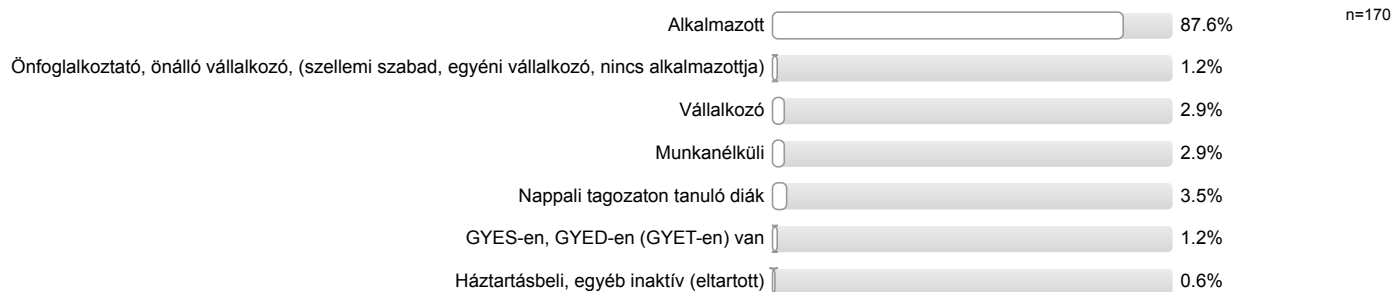 Alkalmazott 87.6% n=170
Önfoglalkoztató, önálló vállalkozó, (szellemi szabad, egyéni vállalkozó, nincs alkalmazottja) 1.2%
Vállalkozó 2.9%
Munkanélküli 2.9%
Nappali tagozaton tanuló diák 3.5%
GYES-en, GYED-en (GYET-en) van 1.2%
Háztartásbeli, egyéb inaktív (eltartott) 0.6%